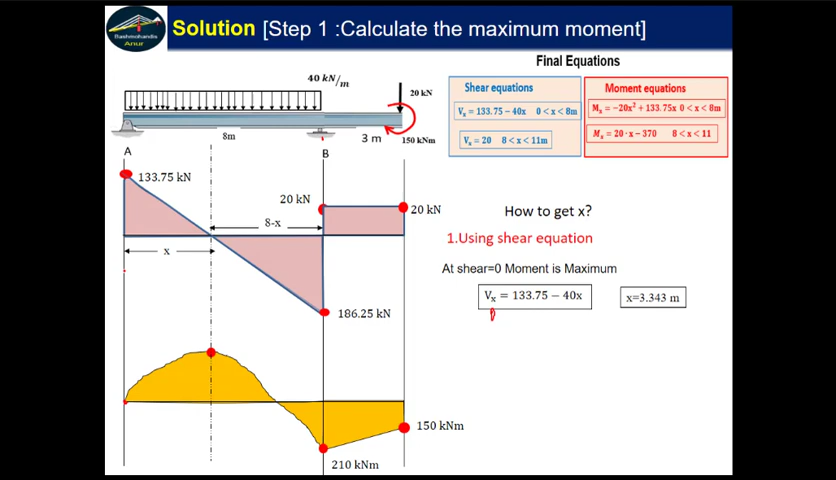 Bashmohandis
Anur
Solution [Step 1 :Calculate the maximum moment]
Final Equations
40 kN/m
20 kN
8m
3 m
150 kNm
Shear equations
Vx = 133.75 − 40x 0 < x < 8m
Vx = 20 8 < x < 11m
Moment equations
Mx = −20x² + 133.75x 0 < x < 8m
Mx = 20 · x − 370 8 < x < 11
A
B
133.75 kN
20 kN
20 kN
8-x
x
186.25 kN
How to get x?
1.Using shear equation
At shear=0 Moment is Maximum
Vx = 133.75 − 40x
x=3.343 m
150 kNm
210 kNm